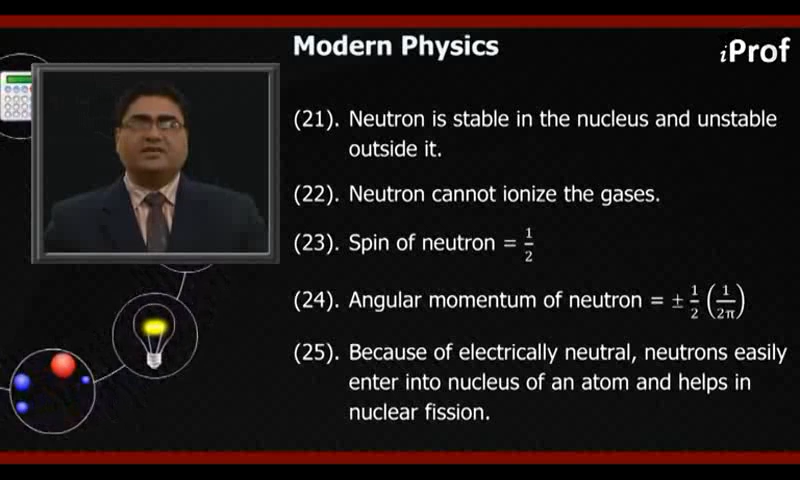 Modern Physics
iProf
(21). Neutron is stable in the nucleus and unstable
outside it.
(22). Neutron cannot ionize the gases.
(23). Spin of neutron = 1/2
(24). Angular momentum of neutron = ± 1/2 (1/2π)
(25). Because of electrically neutral, neutrons easily
enter into nucleus of an atom and helps in
nuclear fission.